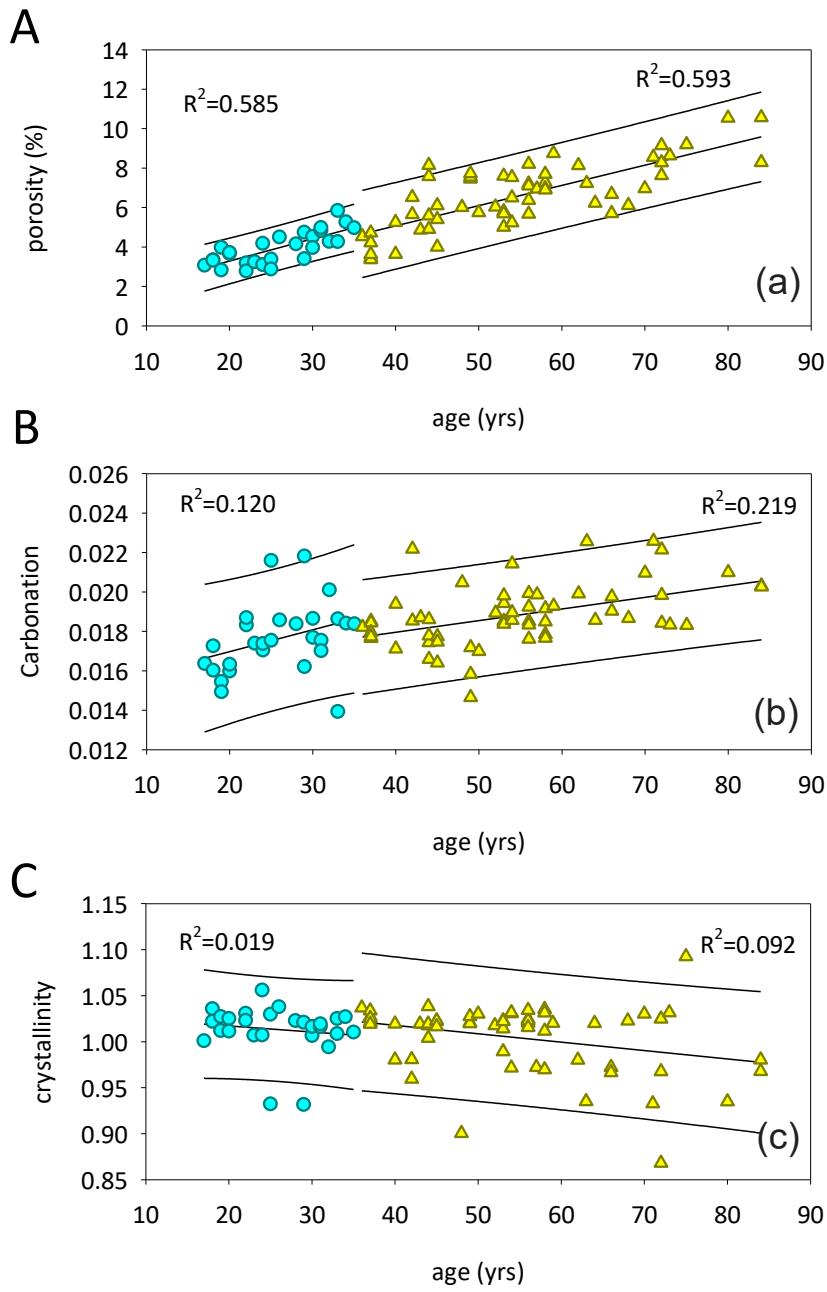 A
14
12
10
8
6
4
2
0
porosity (%)
R²=0.585
R²=0.593
(a)
10 20 30 40 50 60 70 80 90
age (yrs)
B
0.026
0.024
0.022
0.020
0.018
0.016
0.014
0.012
Carbonation
R²=0.120
R²=0.219
(b)
10 20 30 40 50 60 70 80 90
age (yrs)
C
1.15
1.10
1.05
1.00
0.95
0.90
0.85
crystallinity
R²=0.019
R²=0.092
(c)
10 20 30 40 50 60 70 80 90
age (yrs)